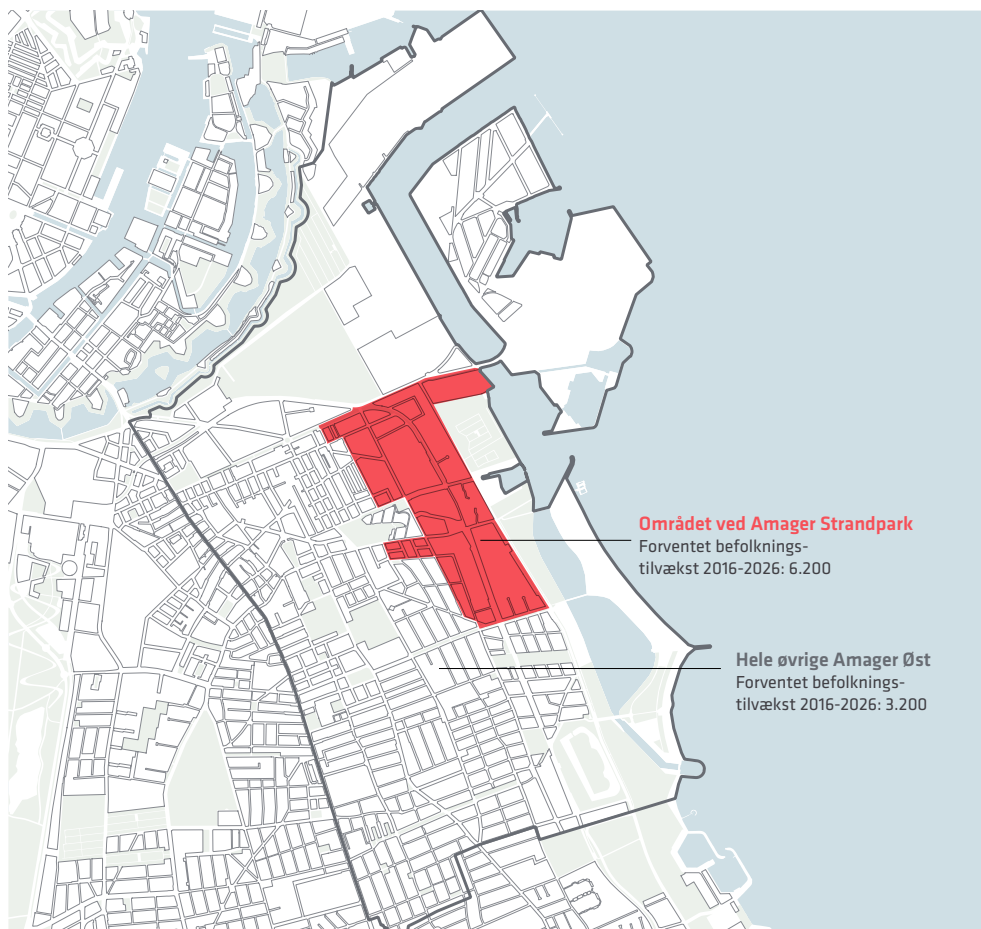 Området ved Amager Strandpark
Forventet befolknings-
tilvækst 2016-2026: 6.200
Hele øvrige Amager Øst
Forventet befolknings-
tilvækst 2016-2026: 3.200